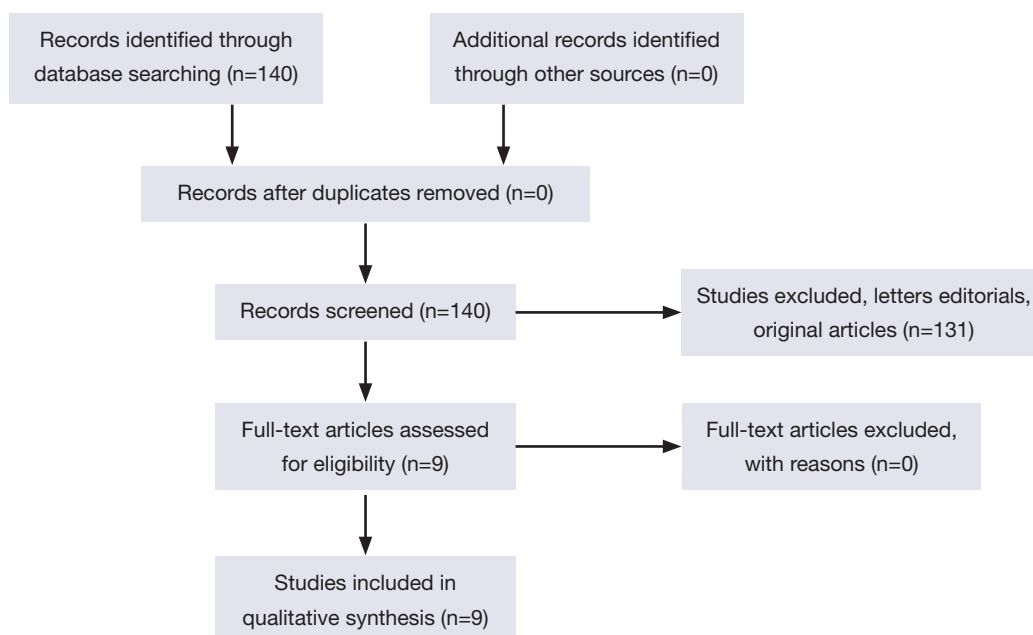 Records identified through
database searching (n=140)
Additional records identified
through other sources (n=0)
Records after duplicates removed (n=0)
Records screened (n=140)
Studies excluded, letters editorials,
original articles (n=131)
Full-text articles assessed
for eligibility (n=9)
Full-text articles excluded,
with reasons (n=0)
Studies included in
qualitative synthesis (n=9)